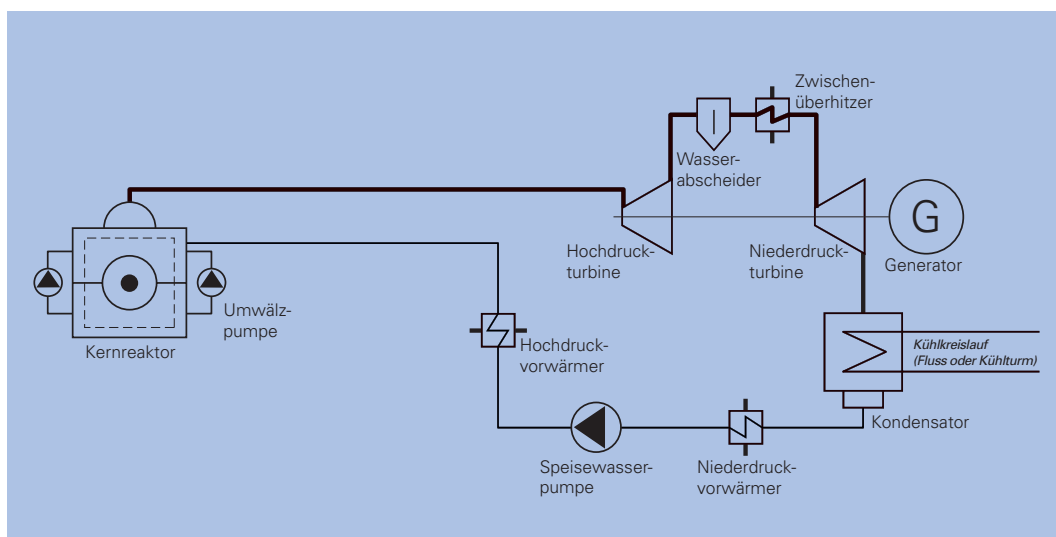 Zwischen-
überhitzer
Wasser-
abscheider
Hochdruck-
turbine
Niederdruck-
turbine
G
Generator
Umwälz-
pumpe
Kernreaktor
Hochdruck-
vorwärmer
Kühlkreislauf
(Fluss oder Kühlturm)
Kondensator
Speisewasser-
pumpe
Niederdruck-
vorwärmer